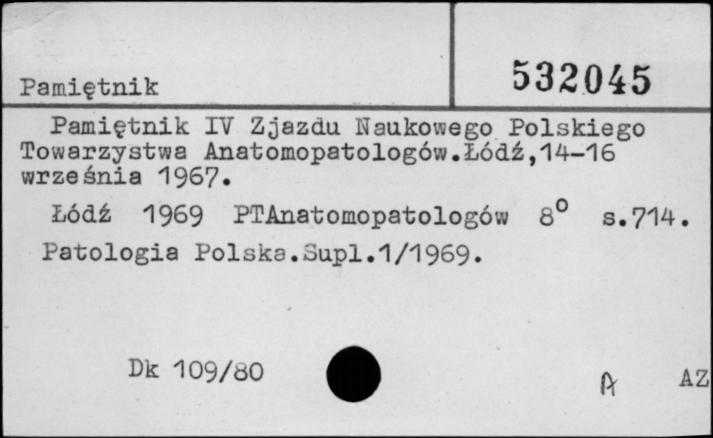 Pamiętnik
532045
Pamiętnik IV Zjazdu Naukowego Polskiego
Towarzystwa Anatomopatologów.Łódź,14-16
września 1967.
Łódź 1969 PTAnatomopatologów 8° s.714.
Patologia Polska.Supl.1/1969.
Dk 109/80
A
AZ